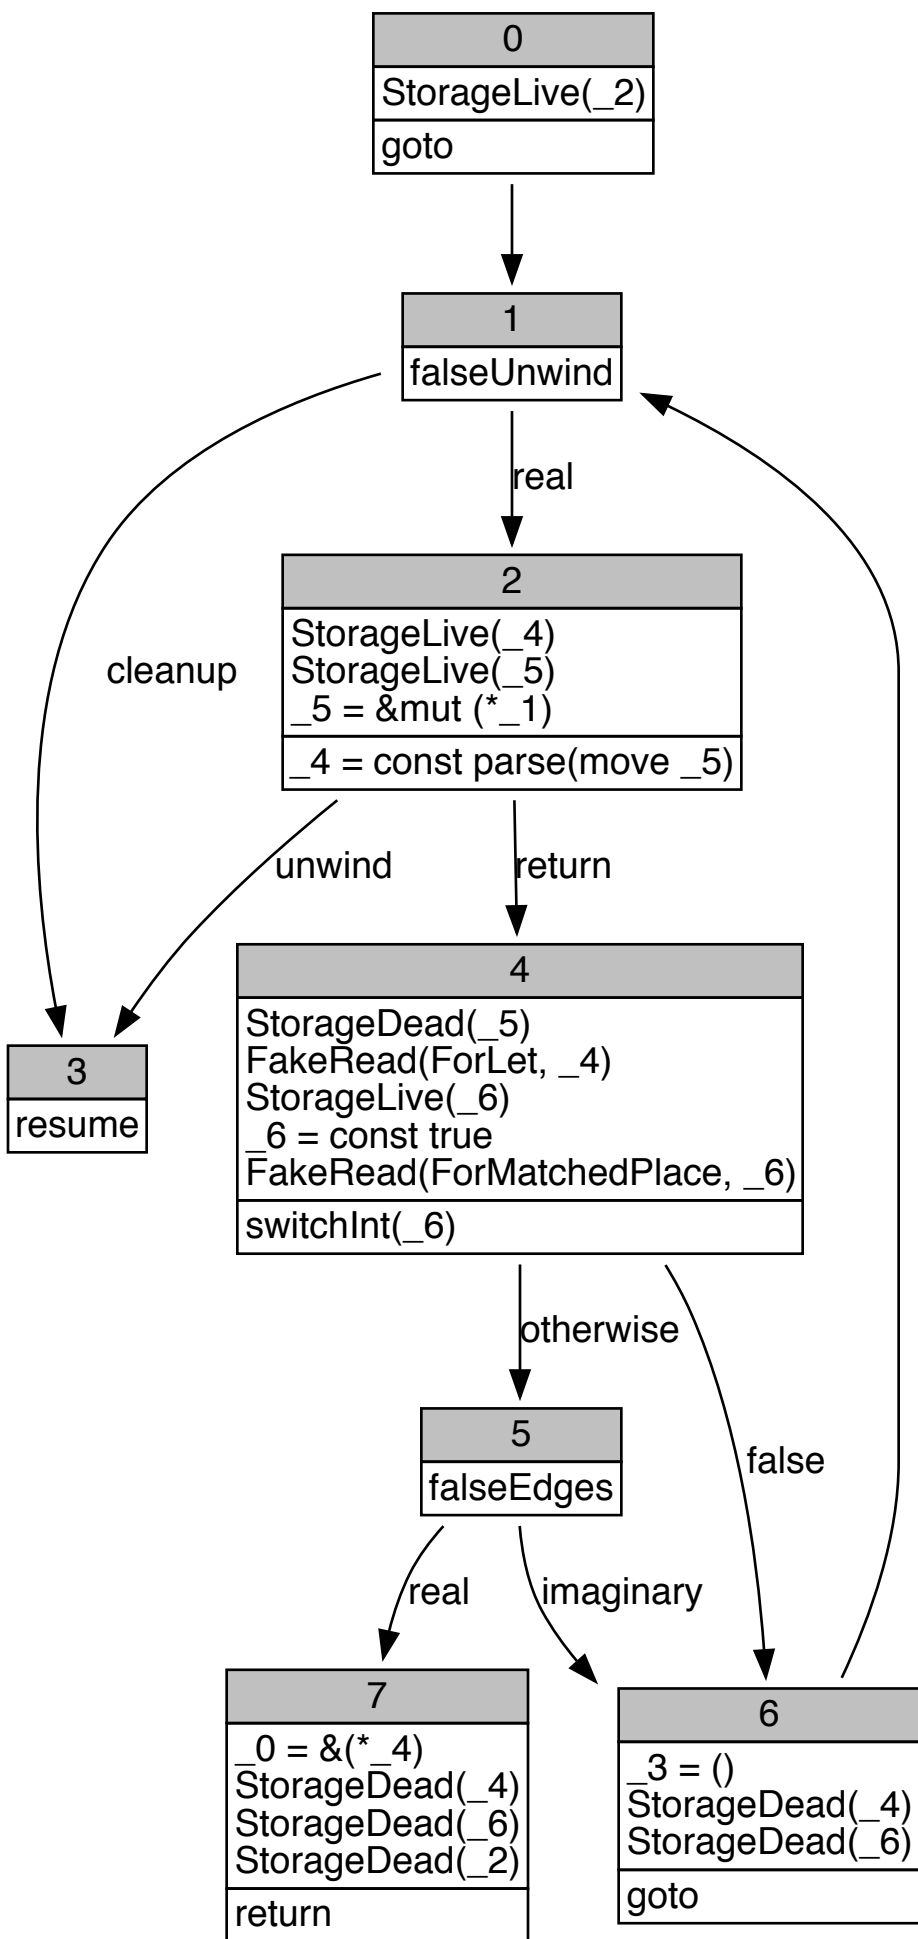 0
StorageLive(_2)
goto
1
falseUnwind
real
2
StorageLive(_4)
StorageLive(_5)
_5 = &mut (*_1)
_4 = const parse(move _5)
cleanup
unwind
return
4
StorageDead(_5)
FakeRead(ForLet, _4)
StorageLive(_6)
_6 = const true
FakeRead(ForMatchedPlace, _6)
switchInt(_6)
3
resume
otherwise
false
5
falseEdges
real
imaginary
7
_0 = &(*_4)
StorageDead(_4)
StorageDead(_6)
StorageDead(_2)
return
6
_3 = ()
StorageDead(_4)
StorageDead(_6)
goto